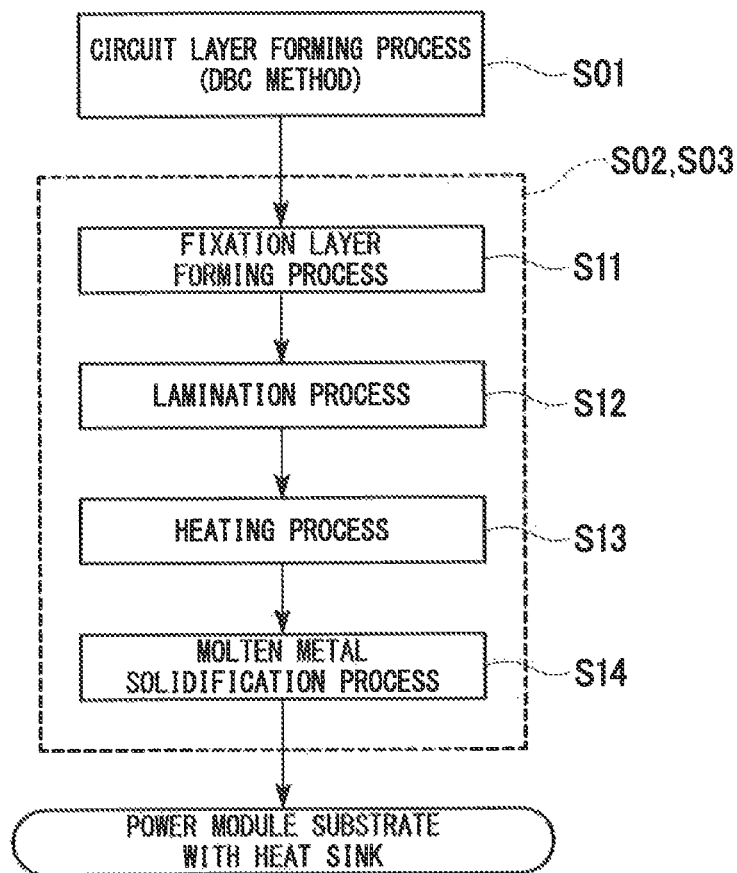 CIRCUIT LAYER FORMING PROCESS
(DBC METHOD)
S01
S02,S03
FIXATION LAYER
FORMING PROCESS
S11
LAMINATION PROCESS
S12
HEATING PROCESS
S13
MOLTEN METAL
SOLIDIFICATION PROCESS
S14
POWER MODULE SUBSTRATE
WITH HEAT SINK